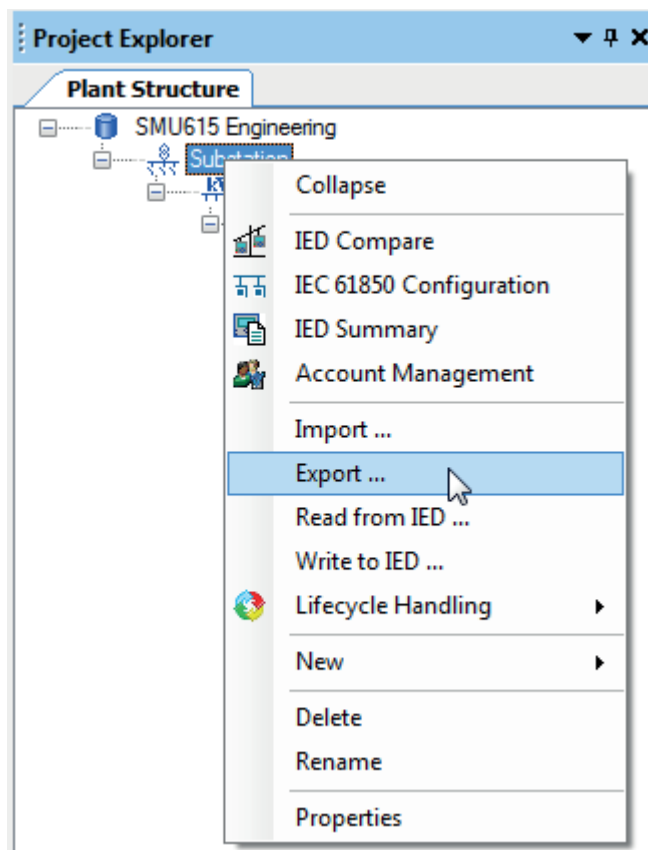 Project Explorer
Plant Structure
SMU615 Engineering
Substation
Collapse
IED Compare
IEC 61850 Configuration
IED Summary
Account Management
Import ...
Export ...
Read from IED ...
Write to IED ...
Lifecycle Handling
New
Delete
Rename
Properties